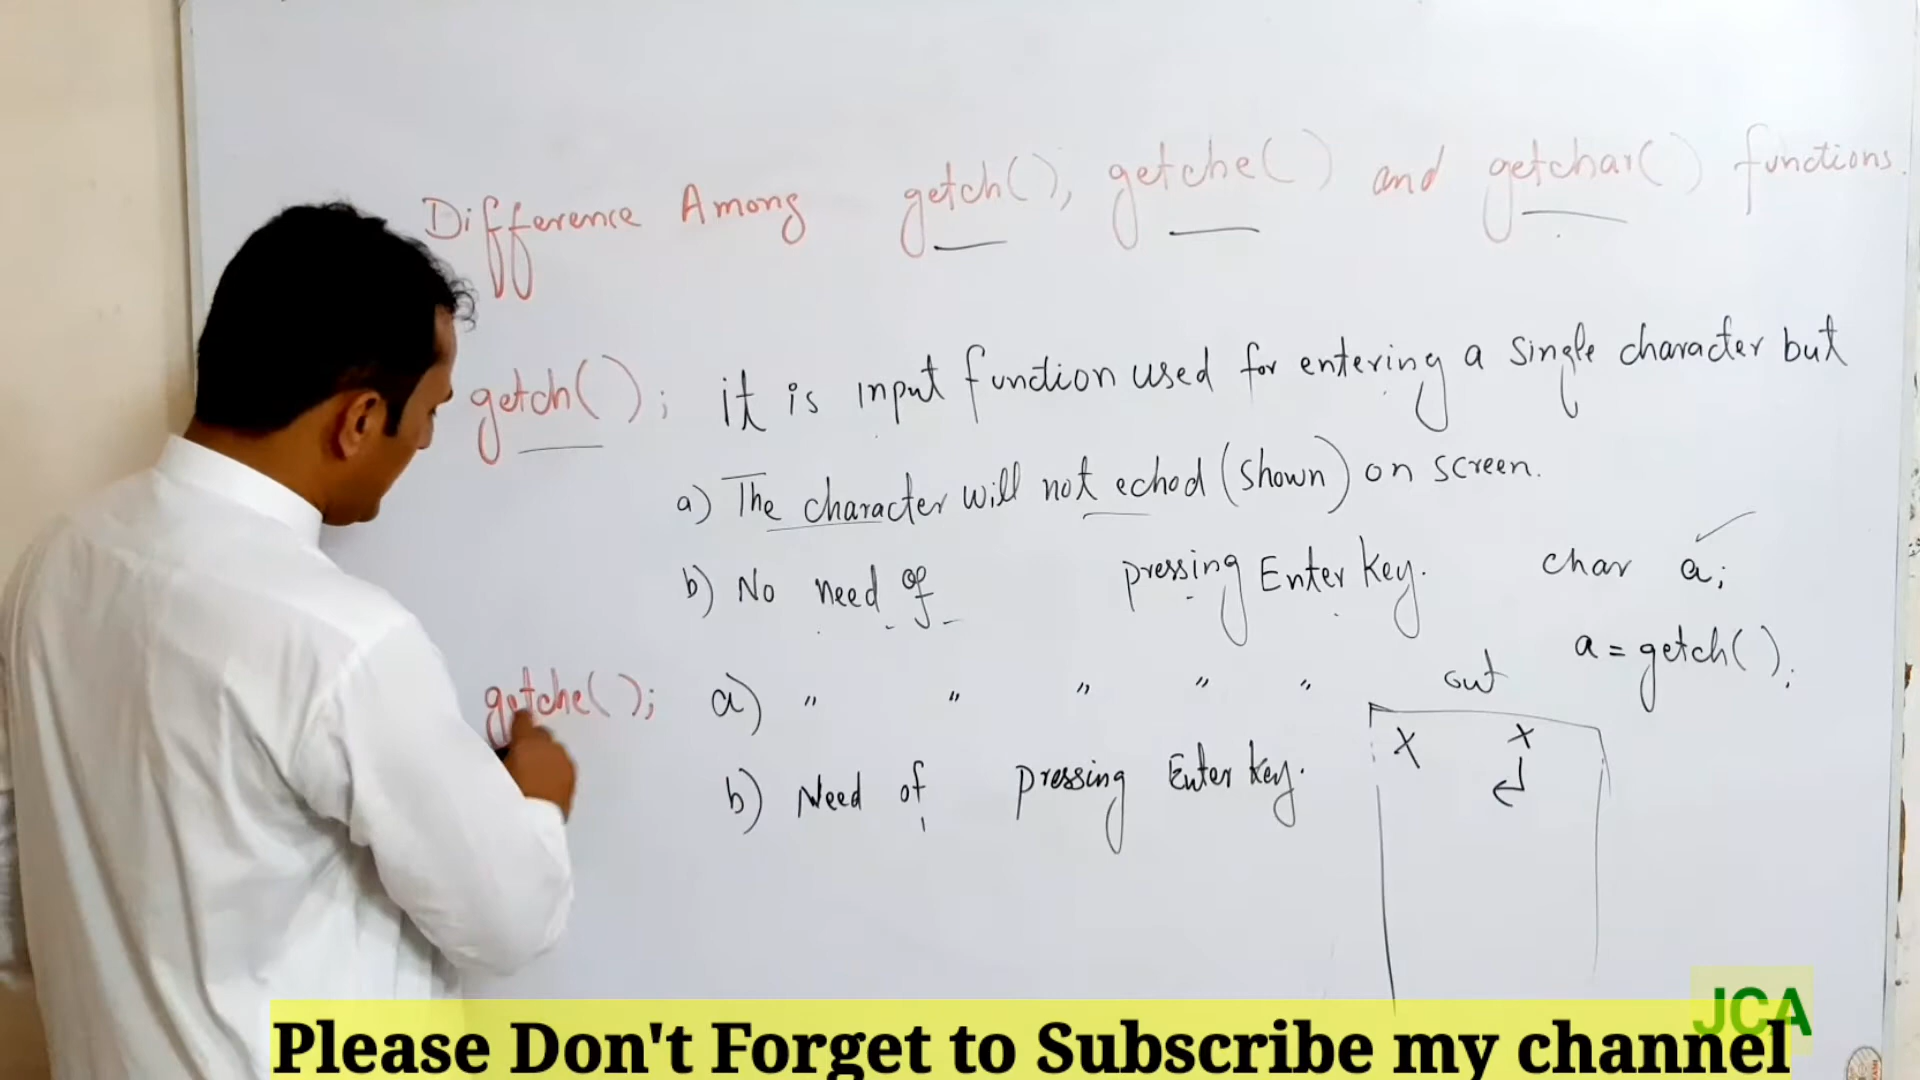 Difference Among getch(), getche() and getchar() functions.
getch(); it is input function used for entering a single character but
a) The character will not echod (shown) on screen.
b) No need of pressing Enter key. char a;
a = getch();
getche(); a) " " " " " out
x x
b) Need of pressing Enter key.
JCA
Please Don't Forget to Subscribe my channel